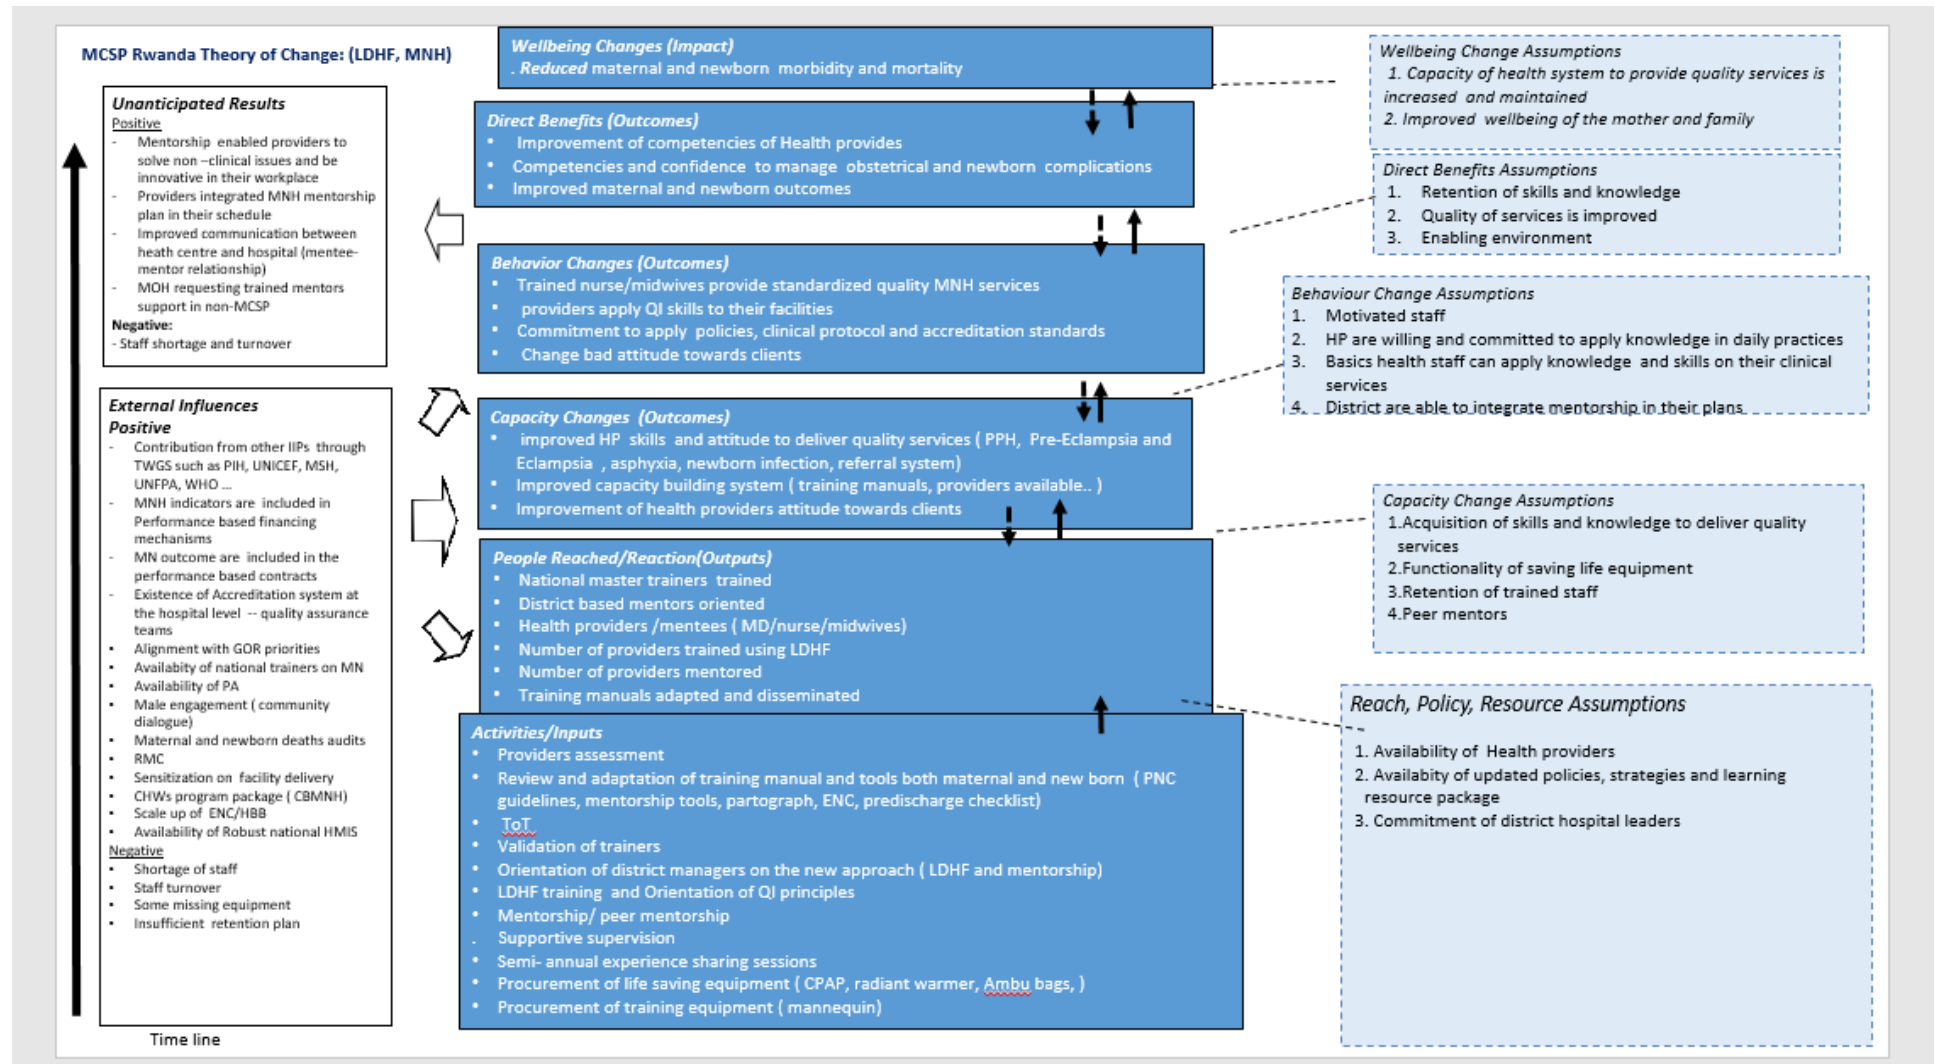 MCSP Rwanda Theory of Change: (LDHF, MNH)
Unanticipated Results
Positive
- Mentorship enabled providers to
solve non –clinical issues and be
innovative in their workplace
- Providers integrated MNH mentorship
plan in their schedule
- Improved communication between
heath centre and hospital (mentee-
mentor relationship)
- MOH requesting trained mentors
support in non-MCSP
Negative:
- Staff shortage and turnover
External Influences
Positive
- Contribution from other IIPs through
TWGS such as PIH, UNICEF, MSH,
UNFPA, WHO ...
- MNH indicators are included in
Performance based financing
mechanisms
- MN outcome are included in the
performance based contracts
- Existence of Accreditation system at
the hospital level -- quality assurance
teams
• Alignment with GOR priorities
• Availabity of national trainers on MN
• Availability of PA
• Male engagement ( community
dialogue)
• Maternal and newborn deaths audits
• RMC
• Sensitization on facility delivery
• CHWs program package ( CBMNH)
• Scale up of ENC/HBB
• Availability of Robust national HMIS
Negative
• Shortage of staff
• Staff turnover
• Some missing equipment
• Insufficient retention plan
Time line
Wellbeing Changes (Impact)
. Reduced maternal and newborn morbidity and mortality
Direct Benefits (Outcomes)
• Improvement of competencies of Health provides
• Competencies and confidence to manage obstetrical and newborn complications
• Improved maternal and newborn outcomes
Behavior Changes (Outcomes)
• Trained nurse/midwives provide standardized quality MNH services
• providers apply QI skills to their facilities
• Commitment to apply policies, clinical protocol and accreditation standards
• Change bad attitude towards clients
Capacity Changes (Outcomes)
• improved HP skills and attitude to deliver quality services ( PPH, Pre-Eclampsia and
Eclampsia , asphyxia, newborn infection, referral system)
• Improved capacity building system ( training manuals, providers available.. )
• Improvement of health providers attitude towards clients
People Reached/Reaction(Outputs)
• National master trainers trained
• District based mentors oriented
• Health providers /mentees ( MD/nurse/midwives)
• Number of providers trained using LDHF
• Number of providers mentored
• Training manuals adapted and disseminated
Activities/Inputs
• Providers assessment
• Review and adaptation of training manual and tools both maternal and new born ( PNC
guidelines, mentorship tools, partograph, ENC, predischarge checklist)
• ToT
• Validation of trainers
• Orientation of district managers on the new approach ( LDHF and mentorship)
• LDHF training and Orientation of QI principles
• Mentorship/ peer mentorship
. Supportive supervision
• Semi- annual experience sharing sessions
• Procurement of life saving equipment ( CPAP, radiant warmer, Ambu bags, )
• Procurement of training equipment ( mannequin)
Wellbeing Change Assumptions
1. Capacity of health system to provide quality services is
increased and maintained
2. Improved wellbeing of the mother and family
Direct Benefits Assumptions
1. Retention of skills and knowledge
2. Quality of services is improved
3. Enabling environment
Behaviour Change Assumptions
1. Motivated staff
2. HP are willing and committed to apply knowledge in daily practices
3. Basics health staff can apply knowledge and skills on their clinical
services
4. District are able to integrate mentorship in their plans
Capacity Change Assumptions
1.Acquisition of skills and knowledge to deliver quality
services
2.Functionality of saving life equipment
3.Retention of trained staff
4.Peer mentors
Reach, Policy, Resource Assumptions
1. Availability of Health providers
2. Availabity of updated policies, strategies and learning
resource package
3. Commitment of district hospital leaders